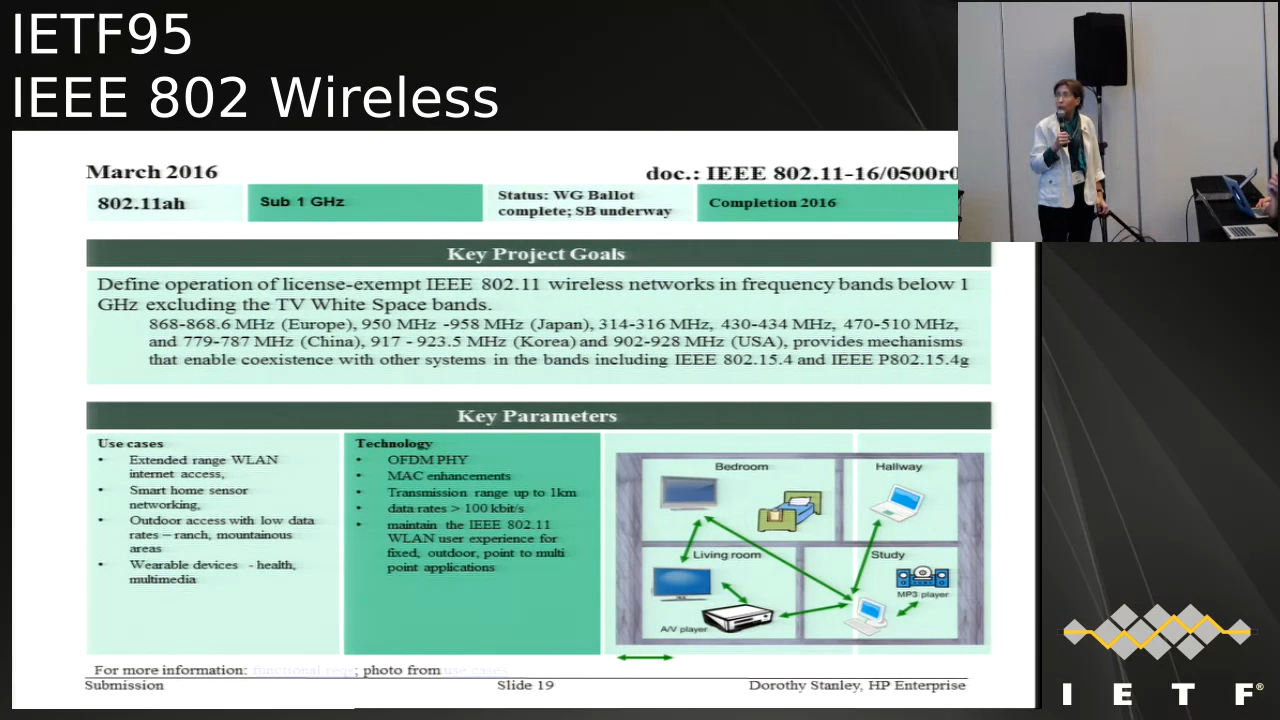 IETF95
IEEE 802 Wireless
March 2016
doc.: IEEE 802.11-16/0500r0
802.11ah
Sub 1 GHz
Status: WG Ballot
complete; SB underway
Completion 2016
Key Project Goals
Define operation of license-exempt IEEE 802.11 wireless networks in frequency bands below 1
GHz excluding the TV White Space bands.
868-868.6 MHz (Europe), 950 MHz -958 MHz (Japan), 314-316 MHz, 430-434 MHz, 470-510 MHz,
and 779-787 MHz (China), 917 - 923.5 MHz (Korea) and 902-928 MHz (USA), provides mechanisms
that enable coexistence with other systems in the bands including IEEE 802.15.4 and IEEE P802.15.4g
Key Parameters
Use cases
• Extended range WLAN
internet access,
• Smart home sensor
networking,
• Outdoor access with low data
rates – ranch, mountainous
areas
• Wearable devices - health,
multimedia
Technology
• OFDM PHY
• MAC enhancements
• Transmission range up to 1km
• data rates > 100 kbit/s
• maintain the IEEE 802.11
WLAN user experience for
fixed, outdoor, point to multi
point applications
Bedroom
Hallway
Living room
Study
MP3 player
A/V player
For more information: functional reqs; photo from use cases
Submission
Slide 19
Dorothy Stanley, HP Enterprise
I E T F®